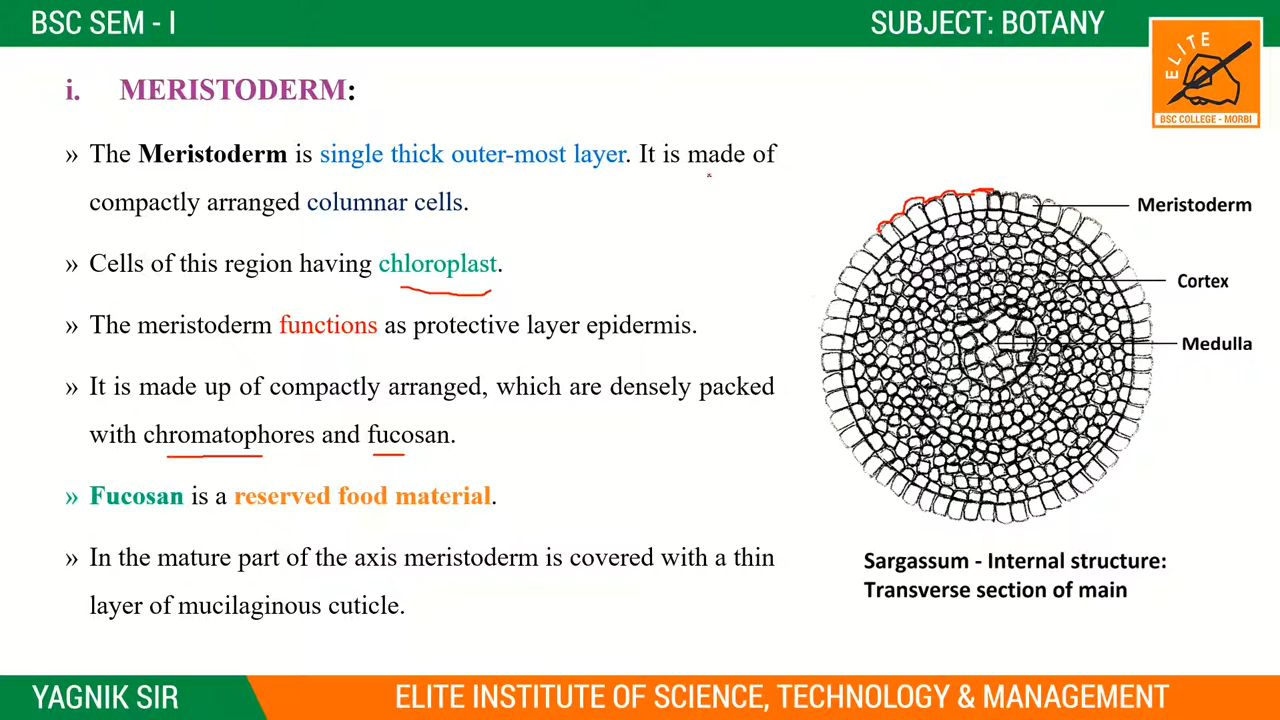 BSC SEM - I
SUBJECT: BOTANY
ELITE
BSC COLLEGE - MORBI
i. MERISTODERM:
» The Meristoderm is single thick outer-most layer. It is made of
compactly arranged columnar cells.
» Cells of this region having chloroplast.
» The meristoderm functions as protective layer epidermis.
» It is made up of compactly arranged, which are densely packed
with chromatophores and fucosan.
» Fucosan is a reserved food material.
» In the mature part of the axis meristoderm is covered with a thin
layer of mucilaginous cuticle.
Meristoderm
Cortex
Medulla
Sargassum - Internal structure:
Transverse section of main
YAGNIK SIR
ELITE INSTITUTE OF SCIENCE, TECHNOLOGY & MANAGEMENT